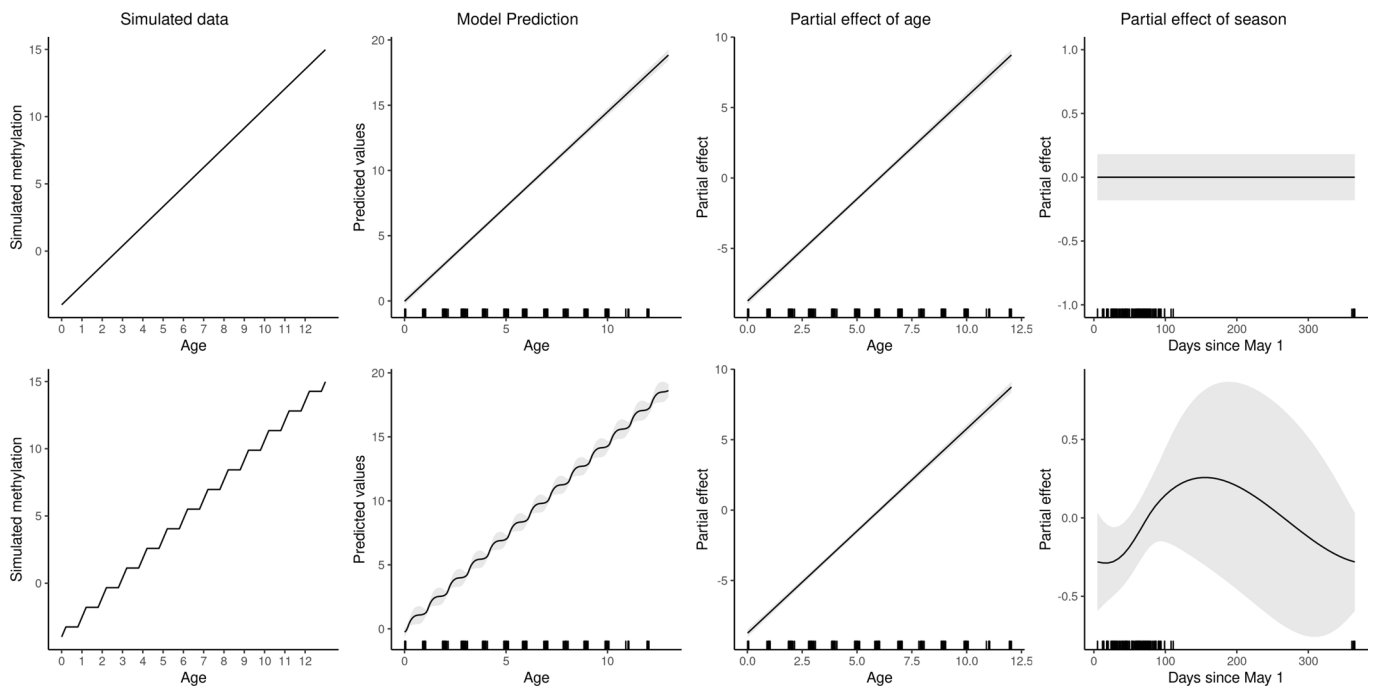 Simulated data
Model Prediction
Partial effect of age
Partial effect of season
Simulated methylation
15
10
5
0
0 1 2 3 4 5 6 7 8 9 10 11 12
Age
Predicted values
20
15
10
5
0
0 5 10
Age
Partial effect
10
5
0
-5
0.0 2.5 5.0 7.5 10.0 12.5
Age
Partial effect
1.0
0.5
0.0
-0.5
-1.0
0 100 200 300
Days since May 1
Simulated methylation
15
10
5
0
0 1 2 3 4 5 6 7 8 9 10 11 12
Age
Predicted values
20
15
10
5
0
0 5 10
Age
Partial effect
10
5
0
-5
0.0 2.5 5.0 7.5 10.0 12.5
Age
Partial effect
0.5
0.0
-0.5
0 100 200 300
Days since May 1